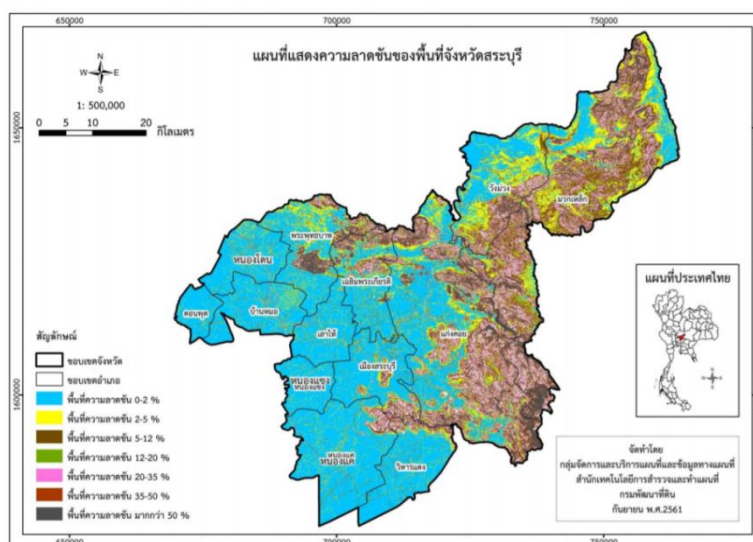 650000
700000
750000
แผนที่แสดงความลาดชันของพื้นที่จังหวัดสระบุรี
N
W E
S
1: 500,000
0 5 10 20 กิโลเมตร
1650000
1650000
วังม่วง
มวกเหล็ก
พระพุทธบาท
หนองโดน
เฉลิมพระเกียรติ
ดอนพุด
บ้านหมอ
เสาไห้
แก่งคอย
เมืองสระบุรี
หนองแซง
หนองแซง
หนองแค
หนองแค
วิหารแดง
1600000
1600000
แผนที่ประเทศไทย
N
W E
S
สัญลักษณ์
ขอบเขตจังหวัด
ขอบเขตอำเภอ
พื้นที่ความลาดชัน 0-2 %
พื้นที่ความลาดชัน 2-5 %
พื้นที่ความลาดชัน 5-12 %
พื้นที่ความลาดชัน 12-20 %
พื้นที่ความลาดชัน 20-35 %
พื้นที่ความลาดชัน 35-50 %
พื้นที่ความลาดชัน มากกว่า 50 %
จัดทำโดย
กลุ่มจัดการและบริการแผนที่และข้อมูลทางแผนที่
สำนักเทคโนโลยีการสำรวจและทำแผนที่
กรมพัฒนาที่ดิน
กันยายน พ.ศ.2561
650000
700000
750000